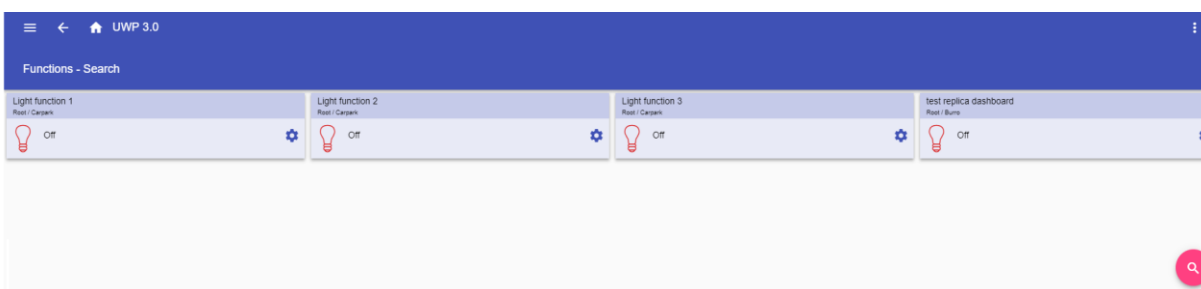 UWP 3.0
Functions - Search
Light function 1
Root / Carpark
Off
Light function 2
Root / Carpark
Off
Light function 3
Root / Carpark
Off
test replica dashboard
Root / Burro
Off